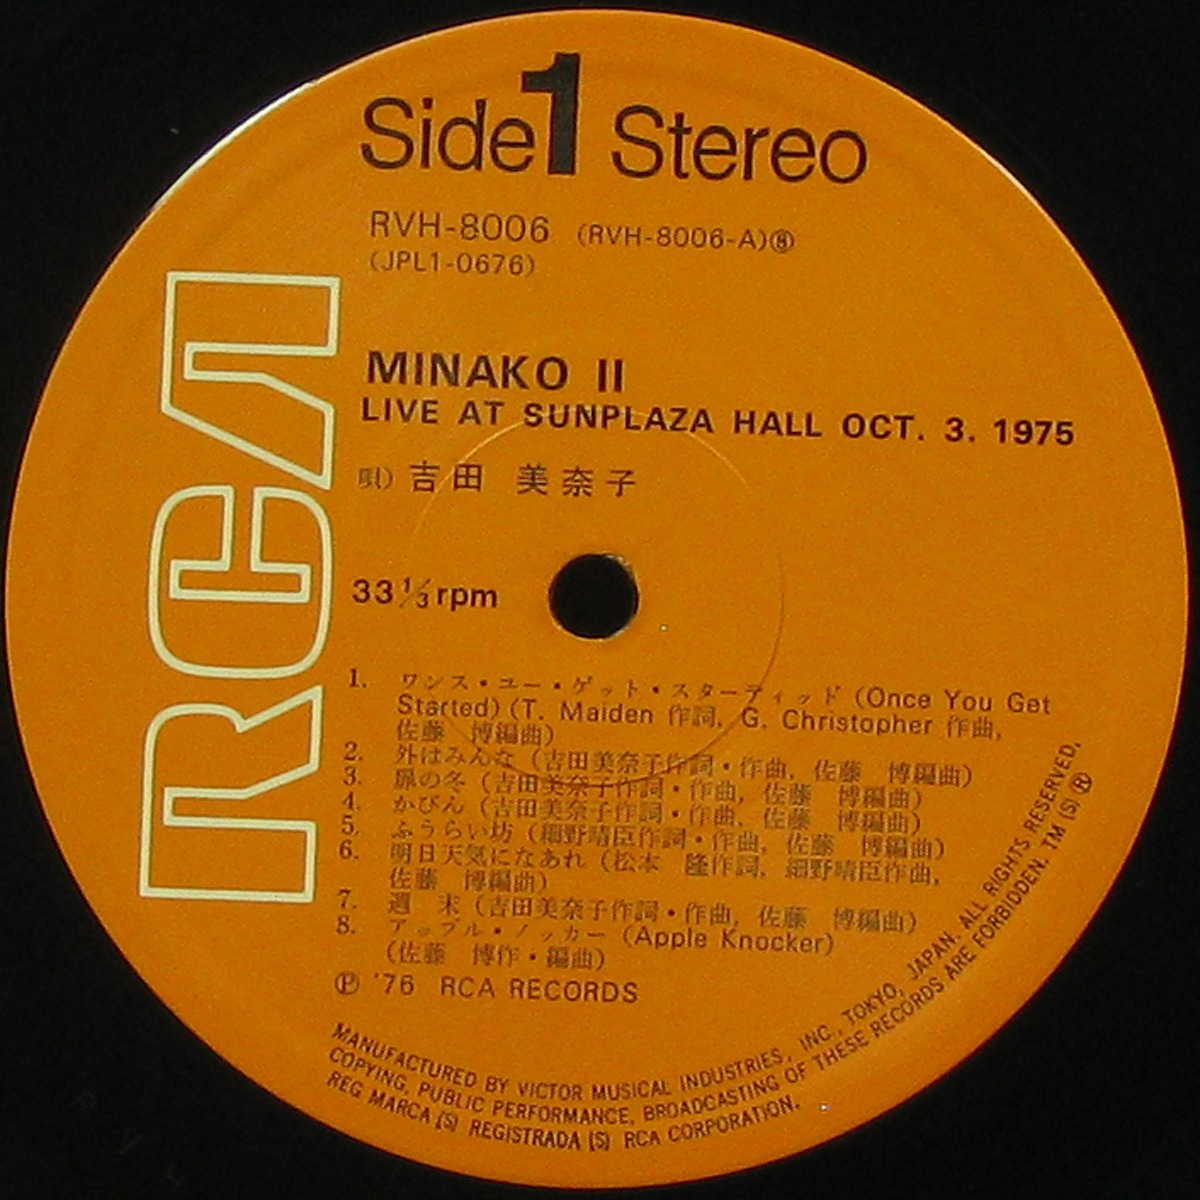 Side 1 Stereo
RVH-8006 (RVH-8006-A)⑧
(JPL1-0676)
RCA
MINAKO II
LIVE AT SUNPLAZA HALL OCT. 3. 1975
唄) 吉田 美奈子
33 1/3 rpm
1. ワンス・ユー・ゲット・スターティッド (Once You Get
Started) (T. Maiden 作詞, G. Christopher 作曲,
佐藤 博編曲)
2. 外はみんな (吉田美奈子作詞・作曲, 佐藤 博編曲)
3. 扉の冬 (吉田美奈子作詞・作曲, 佐藤 博編曲)
4. かびん (吉田美奈子作詞・作曲, 佐藤 博編曲)
5. ふうらい坊 (細野晴臣作詞・作曲, 佐藤 博編曲)
6. 明日天気になあれ (松本 隆作詞, 細野晴臣作曲,
佐藤 博編曲)
7. 週 末 (吉田美奈子作詞・作曲, 佐藤 博編曲)
8. アップル・ノッカー (Apple Knocker)
(佐藤 博作・編曲)
Ⓟ '76 RCA RECORDS
MANUFACTURED BY VICTOR MUSICAL INDUSTRIES, INC., TOKYO, JAPAN. ALL RIGHTS RESERVED,
COPYING, PUBLIC PERFORMANCE, BROADCASTING OF THESE RECORDS ARE FORBIDDEN. TM (S) ®
REG MARCA (S) REGISTRADA (S) RCA CORPORATION.